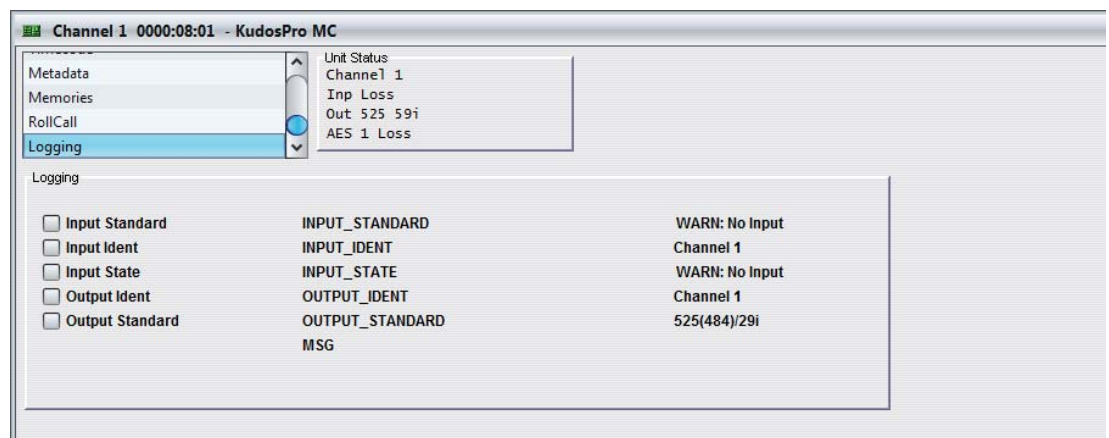 Channel 1 0000:08:01 - KudosPro MC
Metadata
Memories
RollCall
Logging
Unit Status
Channel 1
Inp Loss
Out 525 59i
AES 1 Loss
Logging
Input Standard INPUT_STANDARD WARN: No Input
Input Ident INPUT_IDENT Channel 1
Input State INPUT_STATE WARN: No Input
Output Ident OUTPUT_IDENT Channel 1
Output Standard OUTPUT_STANDARD 525(484)/29i
MSG